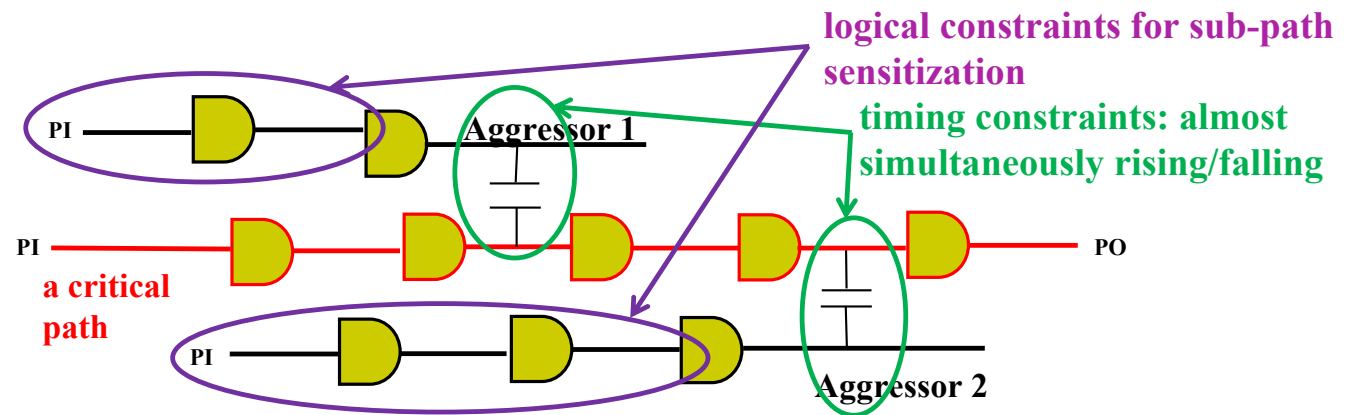 logical constraints for sub-path
sensitization
timing constraints: almost
simultaneously rising/falling
PI
Aggressor 1
PI
PO
a critical
path
PI
Aggressor 2